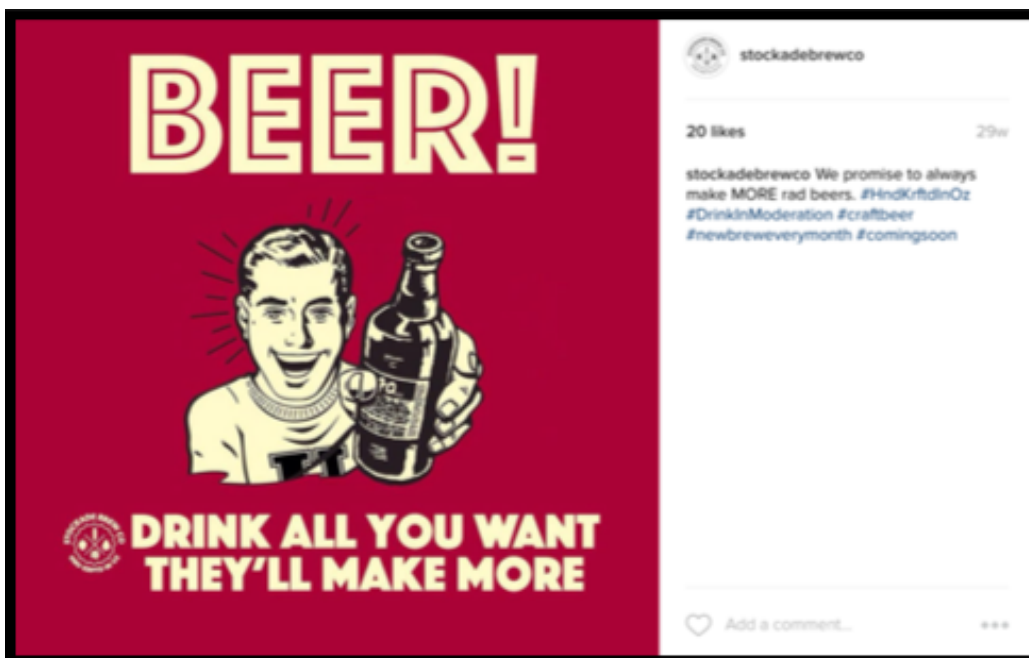 BEER!
DRINK ALL YOU WANT
THEY'LL MAKE MORE
stockadebrewco
20 likes
29w
stockadebrewco We promise to always
make MORE rad beers. #HndKrftdInOz
#DrinkInModeration #craftbeer
#newbreweverymonth #comingsoon
Add a comment...